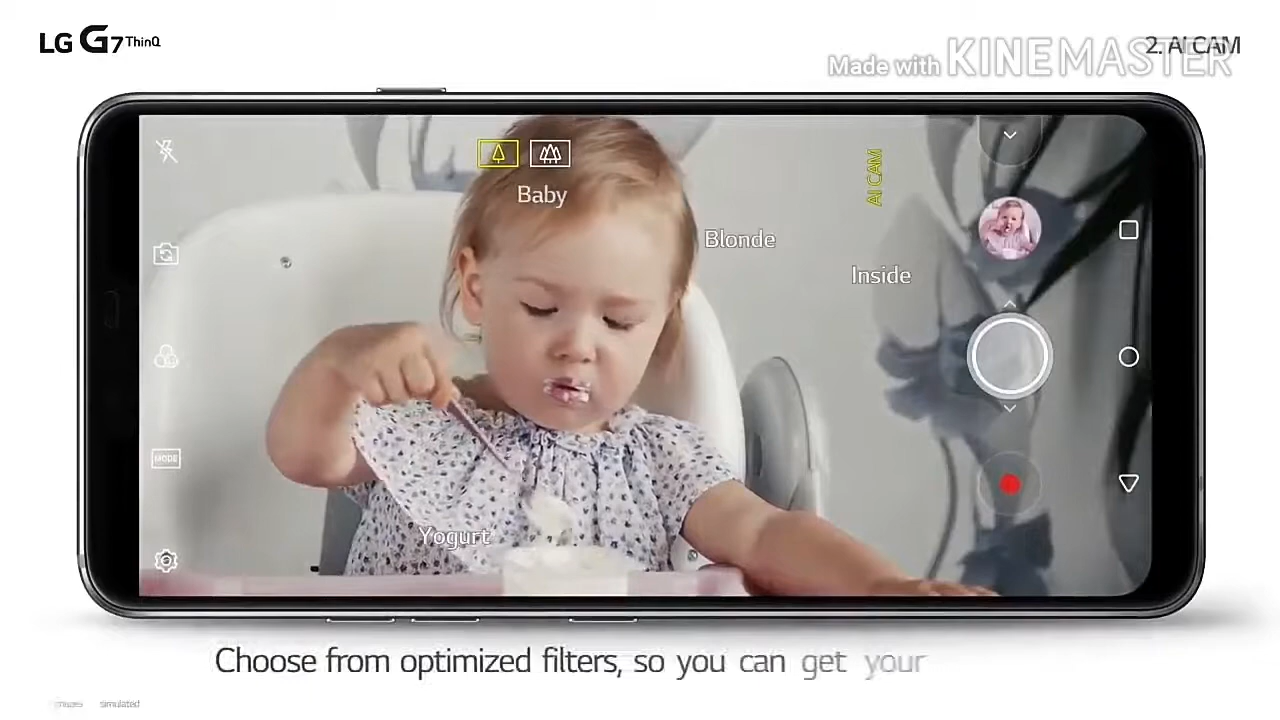 LG G7 ThinQ
2. AI CAM
Made with KINEMASTER
Baby
AI CAM
Blonde
Inside
MODE
Yogurt
Choose from optimized filters, so you can get your
simulated